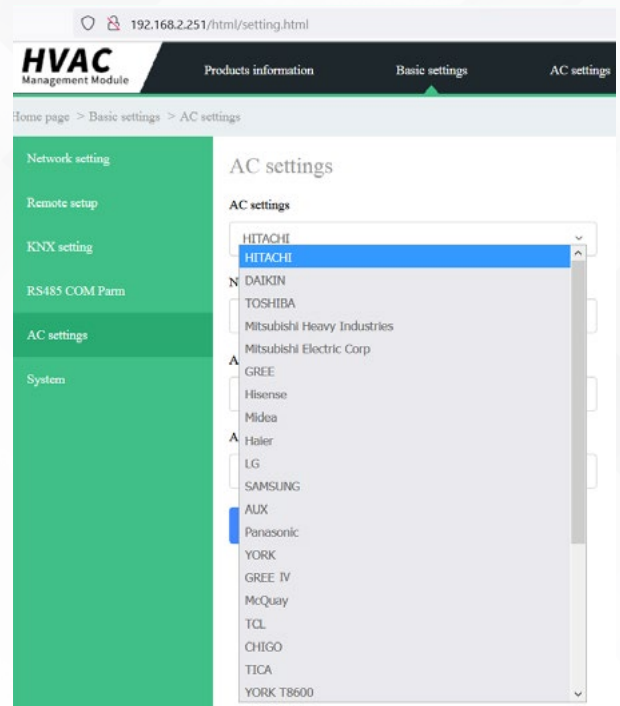 192.168.2.251/html/setting.html
HVAC
Management Module
Products information
Basic settings
AC settings
Home page > Basic settings > AC settings
Network setting
Remote setup
KNX setting
RS485 COM Parm
AC settings
System
AC settings
AC settings
HITACHI
HITACHI
N
DAIKIN
TOSHIBA
Mitsubishi Heavy Industries
Mitsubishi Electric Corp
A
GREE
Hisense
Midea
A
Haier
LG
SAMSUNG
AUX
Panasonic
YORK
GREE IV
McQuay
TCL
CHIGO
TICA
YORK T8600